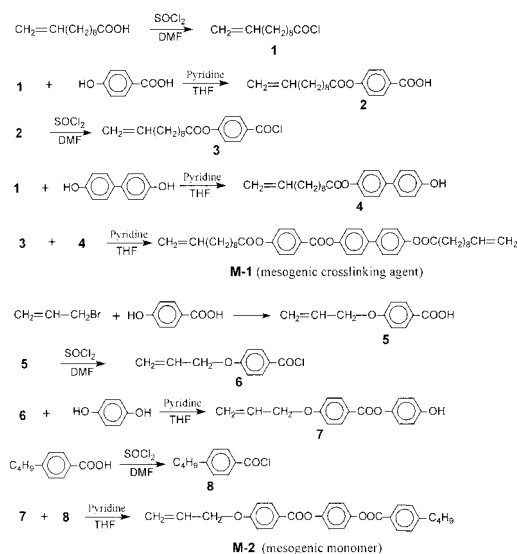 CH2=CH(CH2)8COOH SOCl2 DMF CH2=CH(CH2)8COCl
1
1 + HO COOH Pyridine THF CH2=CH(CH2)8COO COOH
2
2 SOCl2 DMF CH2=CH(CH2)8COO COCl
3
1 + HO OH Pyridine THF CH2=CH(CH2)8COO OH
4
3 + 4 Pyridine THF CH2=CH(CH2)8COO COO OOC(CH2)8CH=CH2
M-1 (mesogenic crosslinking agent)
CH2=CH-CH2Br + HO COOH CH2=CH-CH2-O COOH
5
5 SOCl2 DMF CH2=CH-CH2-O COCl
6
6 + HO OH Pyridine THF CH2=CH-CH2-O COO OH
7
C4H9 COOH SOCl2 DMF C4H9 COCl
8
7 + 8 Pyridine THF CH2=CH-CH2-O COO OOC C4H9
M-2 (mesogenic monomer)